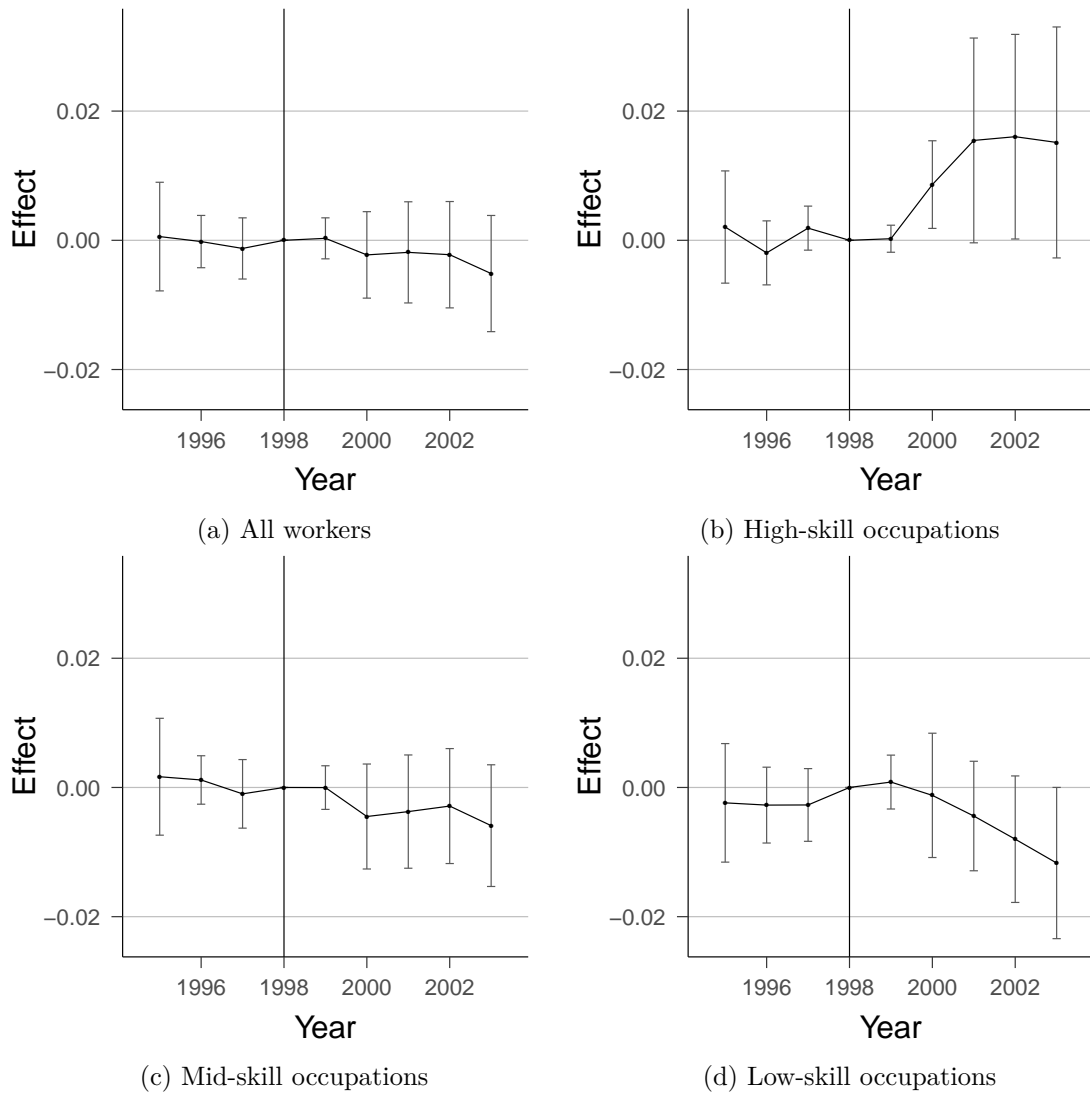 Effect
0.02
0.00
−0.02
1996 1998 2000 2002
Year
(a) All workers
Effect
0.02
0.00
−0.02
1996 1998 2000 2002
Year
(b) High-skill occupations
Effect
0.02
0.00
−0.02
1996 1998 2000 2002
Year
(c) Mid-skill occupations
Effect
0.02
0.00
−0.02
1996 1998 2000 2002
Year
(d) Low-skill occupations